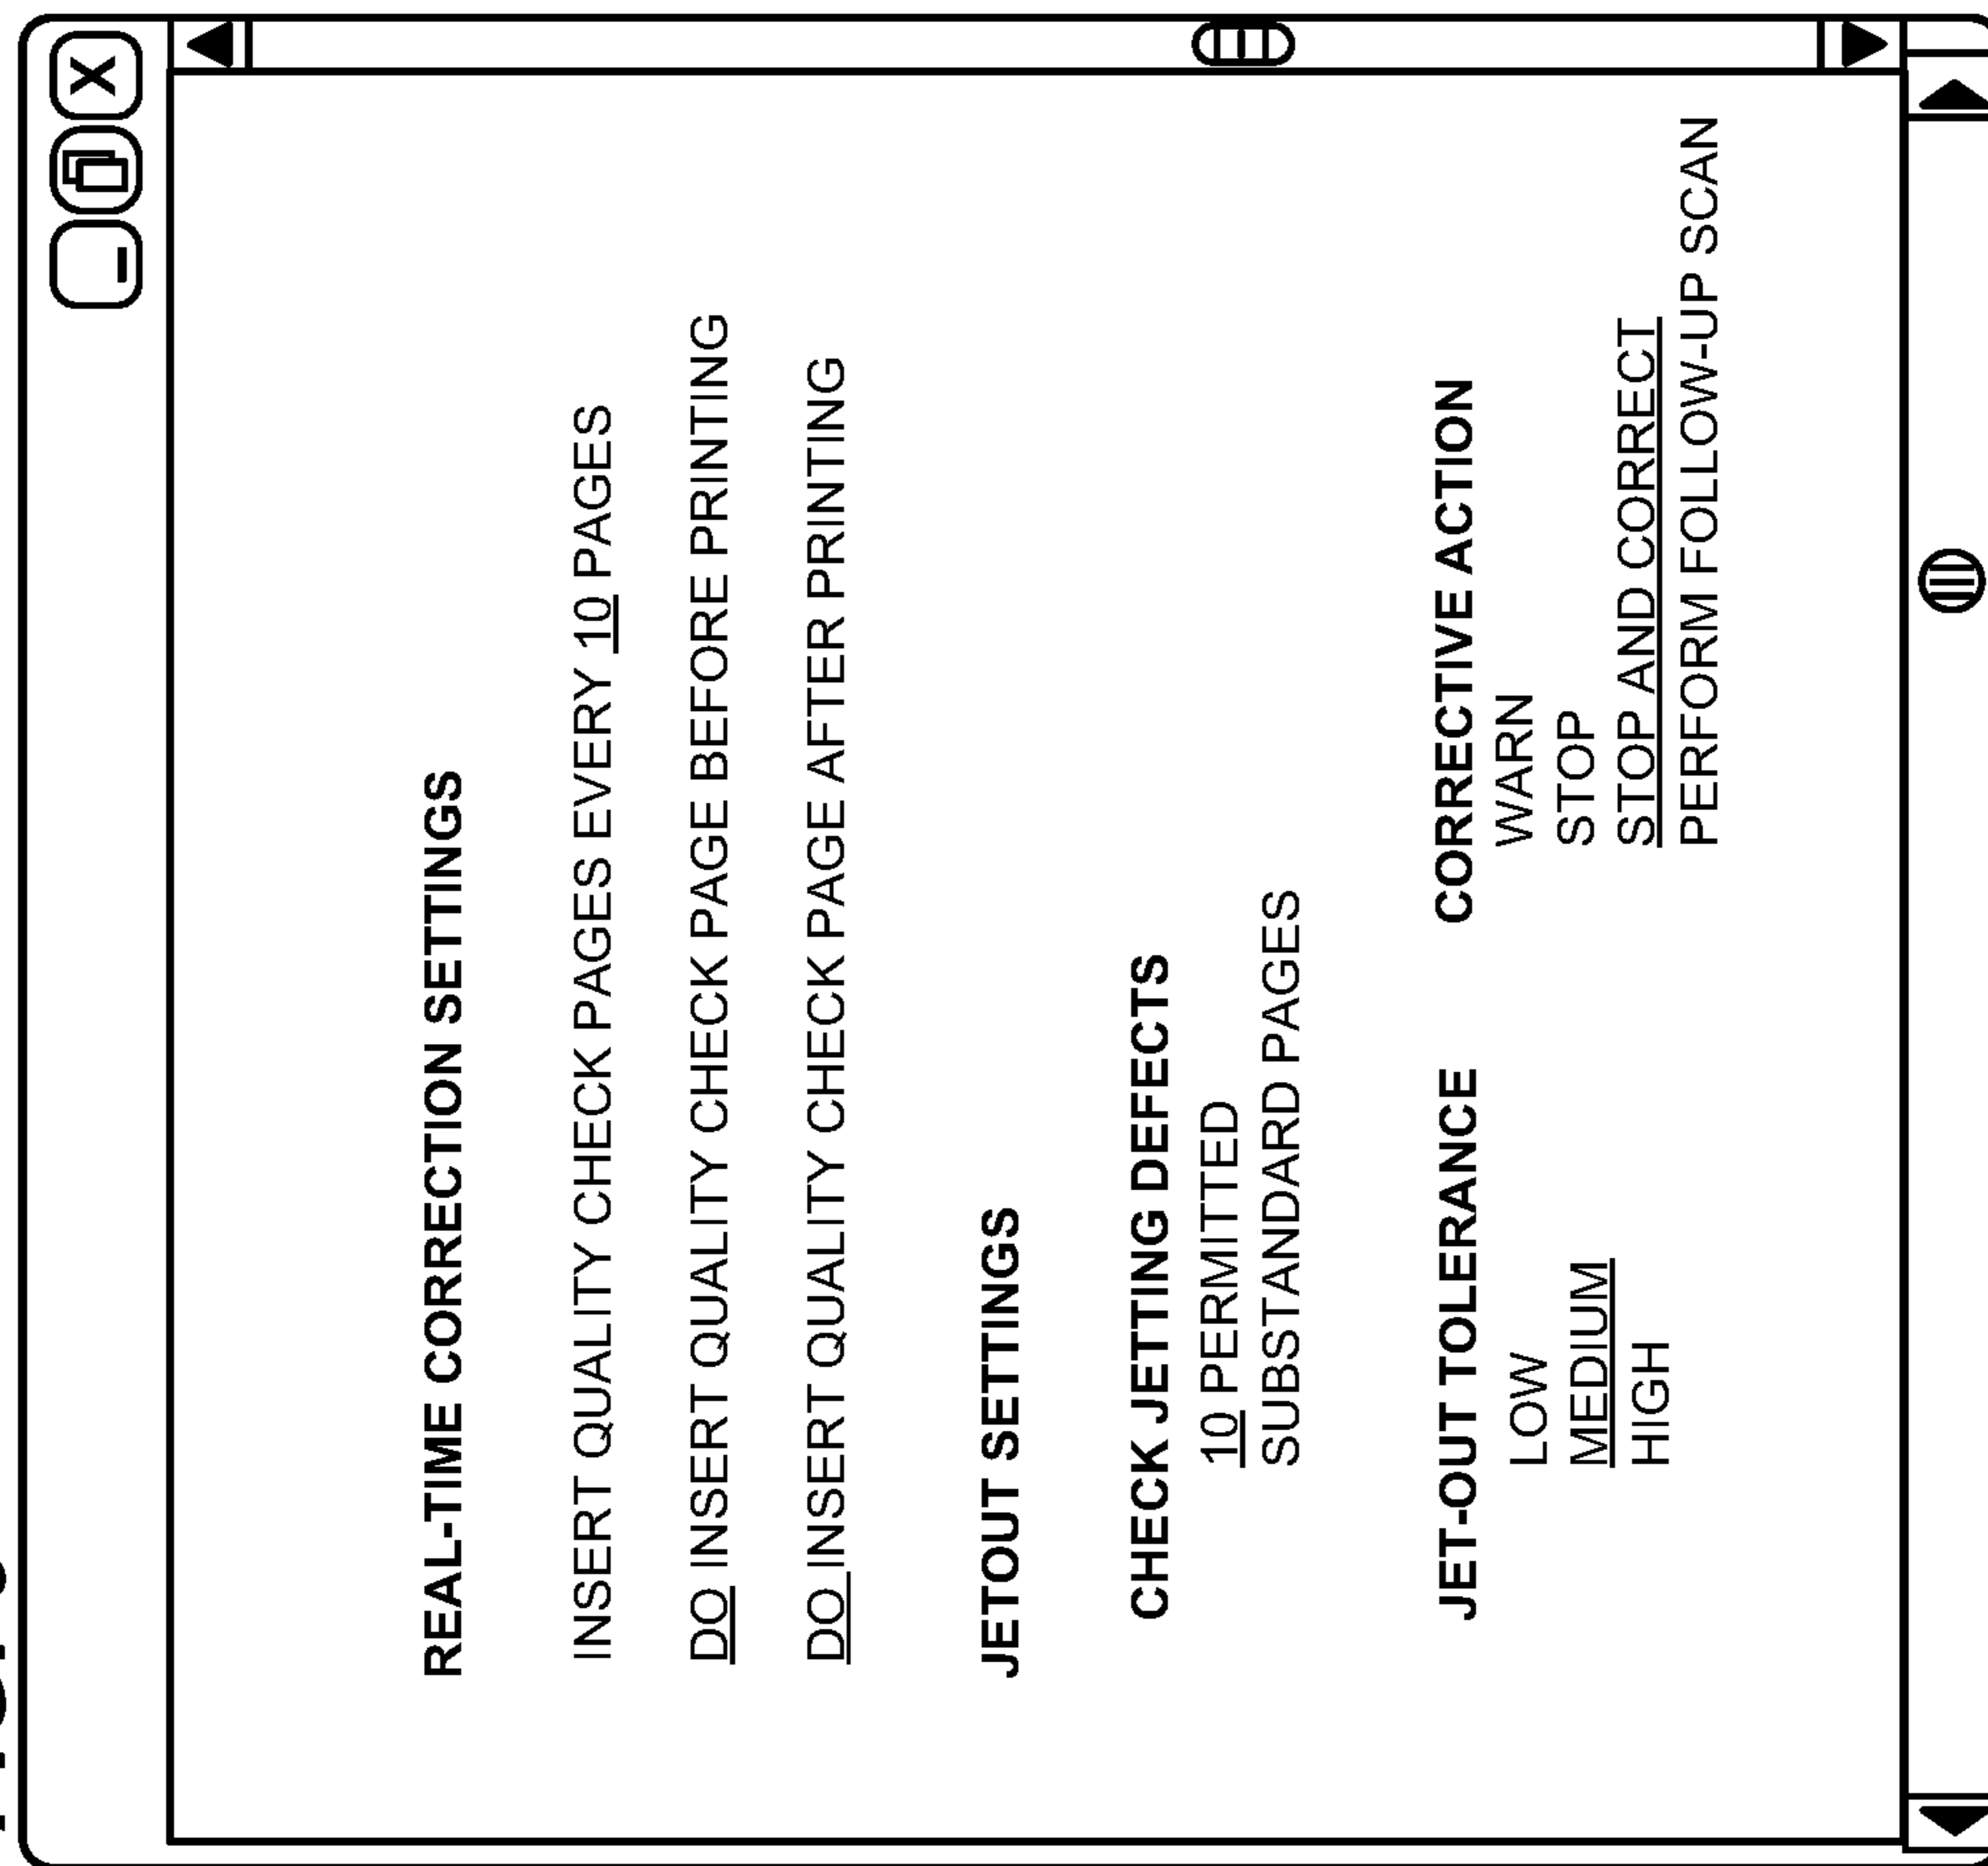 REAL-TIME CORRECTION SETTINGS
INSERT QUALITY CHECK PAGES EVERY 10 PAGES
DO INSERT QUALITY CHECK PAGE BEFORE PRINTING
DO INSERT QUALITY CHECK PAGE AFTER PRINTING
JETOUT SETTINGS
CHECK JETTING DEFECTS
10 PERMITTED
SUBSTANDARD PAGES
JET-OUT TOLERANCE
LOW
MEDIUM
HIGH
CORRECTIVE ACTION
WARN
STOP
STOP AND CORRECT
PERFORM FOLLOW-UP SCAN